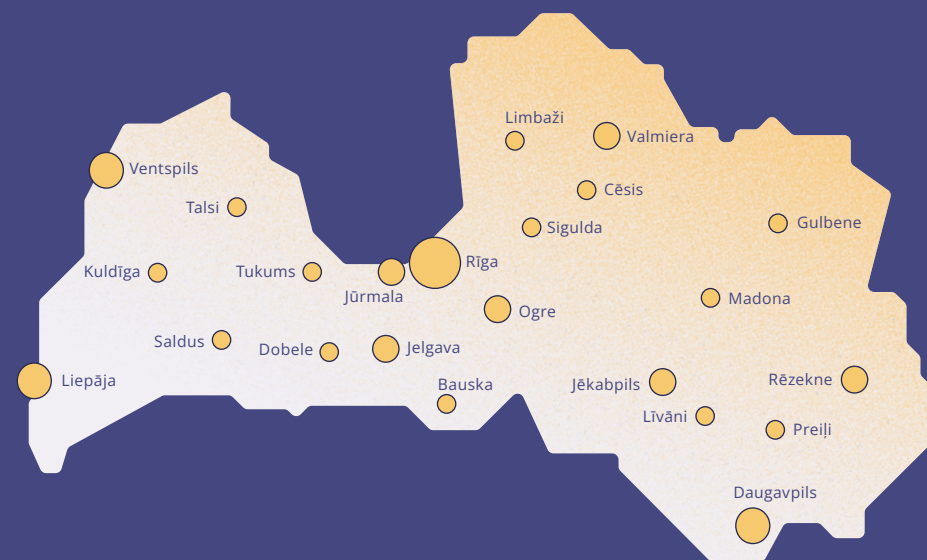 Limbaži
Valmiera
Ventspils
Cēsis
Talsi
Gulbene
Sigulda
Rīga
Kuldīga
Tukums
Jūrmala
Madona
Ogre
Saldus
Dobele
Jelgava
Liepāja
Bauska
Jēkabpils
Rēzekne
Līvāni
Preiļi
Daugavpils